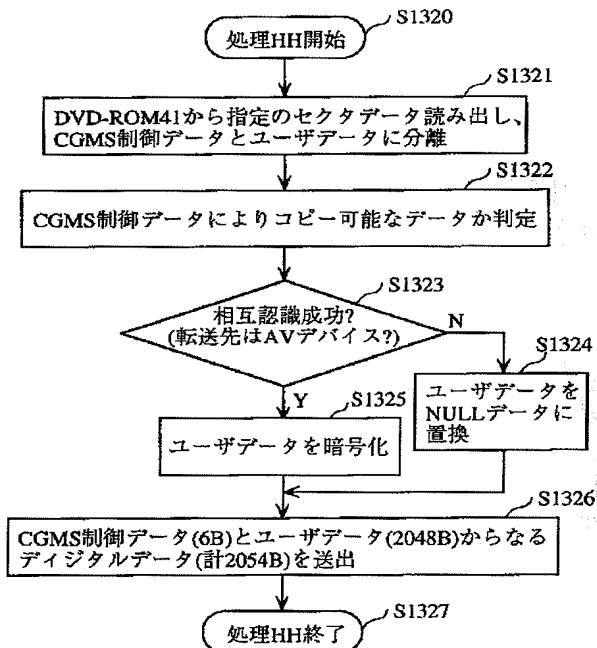 S1320
処理HH開始
S1321
DVD-ROM41から指定のセクタデータ読み出し、
CGMS制御データとユーザデータに分離
S1322
CGMS制御データによりコピー可能なデータか判定
S1323
相互認識成功?
(転送先はAVデバイス?)
N
S1324
ユーザデータを
NULLデータに
置換
Y
S1325
ユーザデータを暗号化
S1326
CGMS制御データ(6B)とユーザデータ(2048B)からなる
ディジタルデータ(計2054B)を送出
S1327
処理HH終了